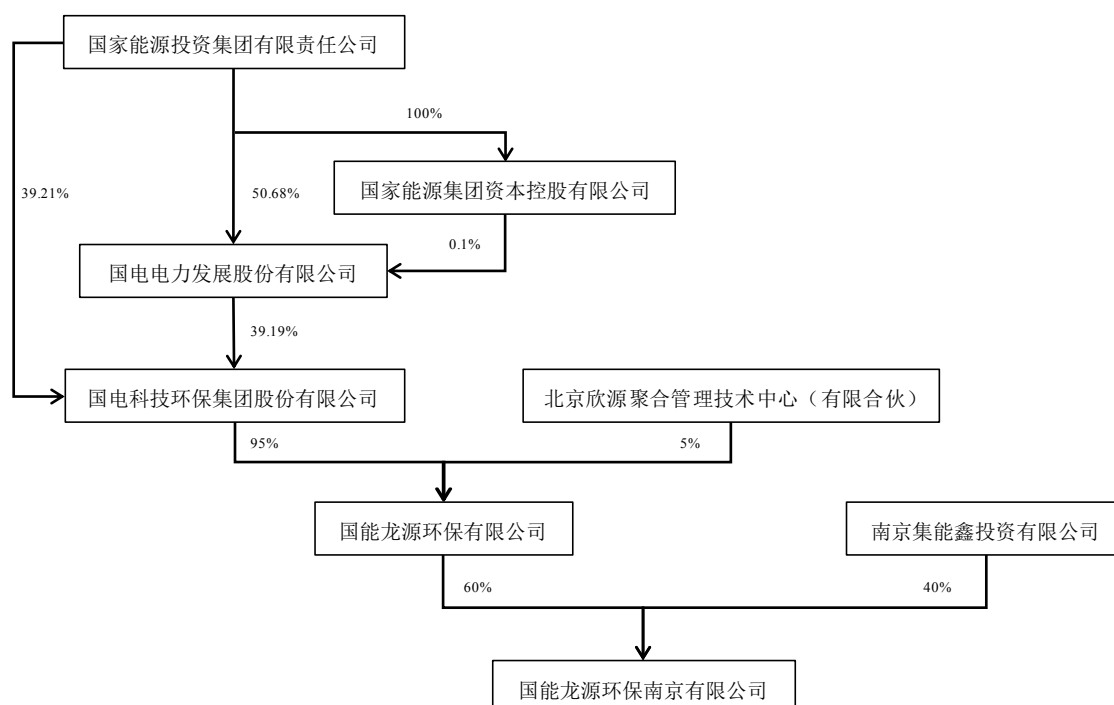 国家能源投资集团有限责任公司
100%
39.21%
50.68%
国家能源集团资本控股有限公司
0.1%
国电电力发展股份有限公司
39.19%
国电科技环保集团股份有限公司
北京欣源聚合管理技术中心（有限合伙）
95%
5%
国能龙源环保有限公司
南京集能鑫投资有限公司
60%
40%
国能龙源环保南京有限公司